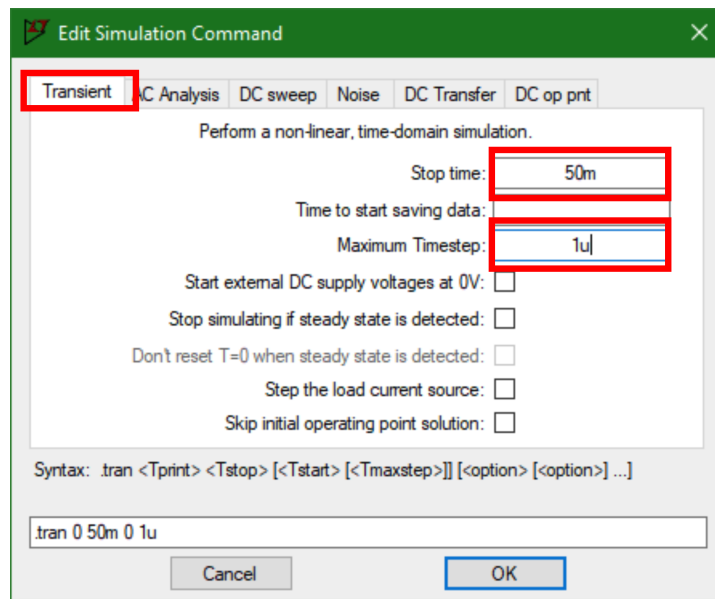 Edit Simulation Command
Transient AC Analysis DC sweep Noise DC Transfer DC op pnt
Perform a non-linear, time-domain simulation.
Stop time: 50m
Time to start saving data:
Maximum Timestep: 1u
Start external DC supply voltages at 0V:
Stop simulating if steady state is detected:
Don't reset T=0 when steady state is detected:
Step the load current source:
Skip initial operating point solution:
Syntax: .tran <Tprint> <Tstop> [<Tstart> [<Tmaxstep>]] [<option> [<option>] ...]
.tran 0 50m 0 1u
Cancel OK